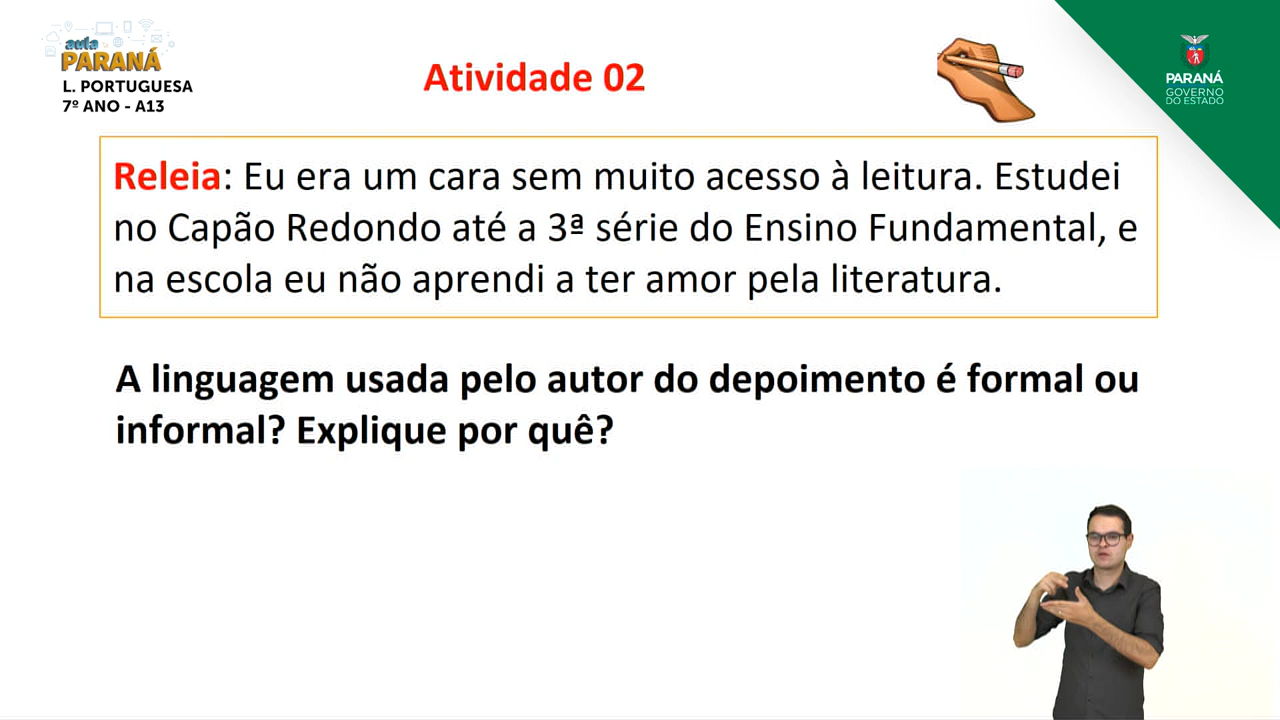 aula
PARANÁ
L. PORTUGUESA
7º ANO - A13
Atividade 02
PARANÁ
GOVERNO
DO ESTADO
Releia: Eu era um cara sem muito acesso à leitura. Estudei
no Capão Redondo até a 3ª série do Ensino Fundamental, e
na escola eu não aprendi a ter amor pela literatura.
A linguagem usada pelo autor do depoimento é formal ou
informal? Explique por quê?